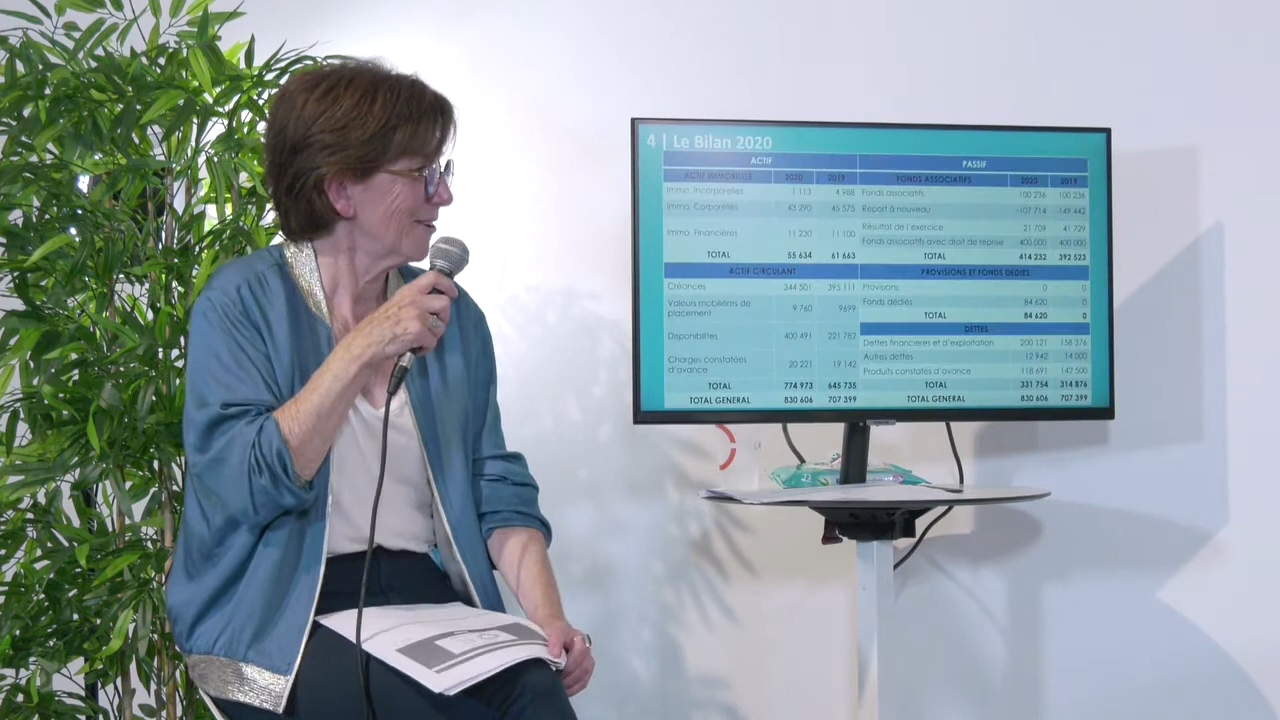 4 | Le Bilan 2020
ACTIF PASSIF
ACTIF IMMOBILISE 2020 2019 FONDS ASSOCIATIFS 2020 2019
Immo. Incorporelles 1 113 4 988 Fonds associatifs 100 236 100 236
Immo. Corporelles 43 290 45 575 Report à nouveau -107 714 -149 442
Immo. Financières 11 230 11 100 Résultat de l'exercice 21 709 41 729
Fonds associatifs avec droit de reprise 400 000 400 000
TOTAL 55 634 61 663 TOTAL 414 232 392 523
ACTIF CIRCULANT PROVISIONS ET FONDS DEDIES
Créances 344 501 395 111 Provisions 0 0
Valeurs mobilières de placement 9 760 9699 Fonds dédiés 84 620 0
TOTAL 84 620 0
DETTES
Disponibilités 400 491 221 782 Dettes financieres et d'exploitation 200 121 158 376
Autres dettes 12 942 14 000
Charges constatées d'avance 20 221 19 142 Produits constatés d'avance 118 691 142 500
TOTAL 774 973 645 735 TOTAL 331 754 314 876
TOTAL GENERAL 830 606 707 399 TOTAL GENERAL 830 606 707 399